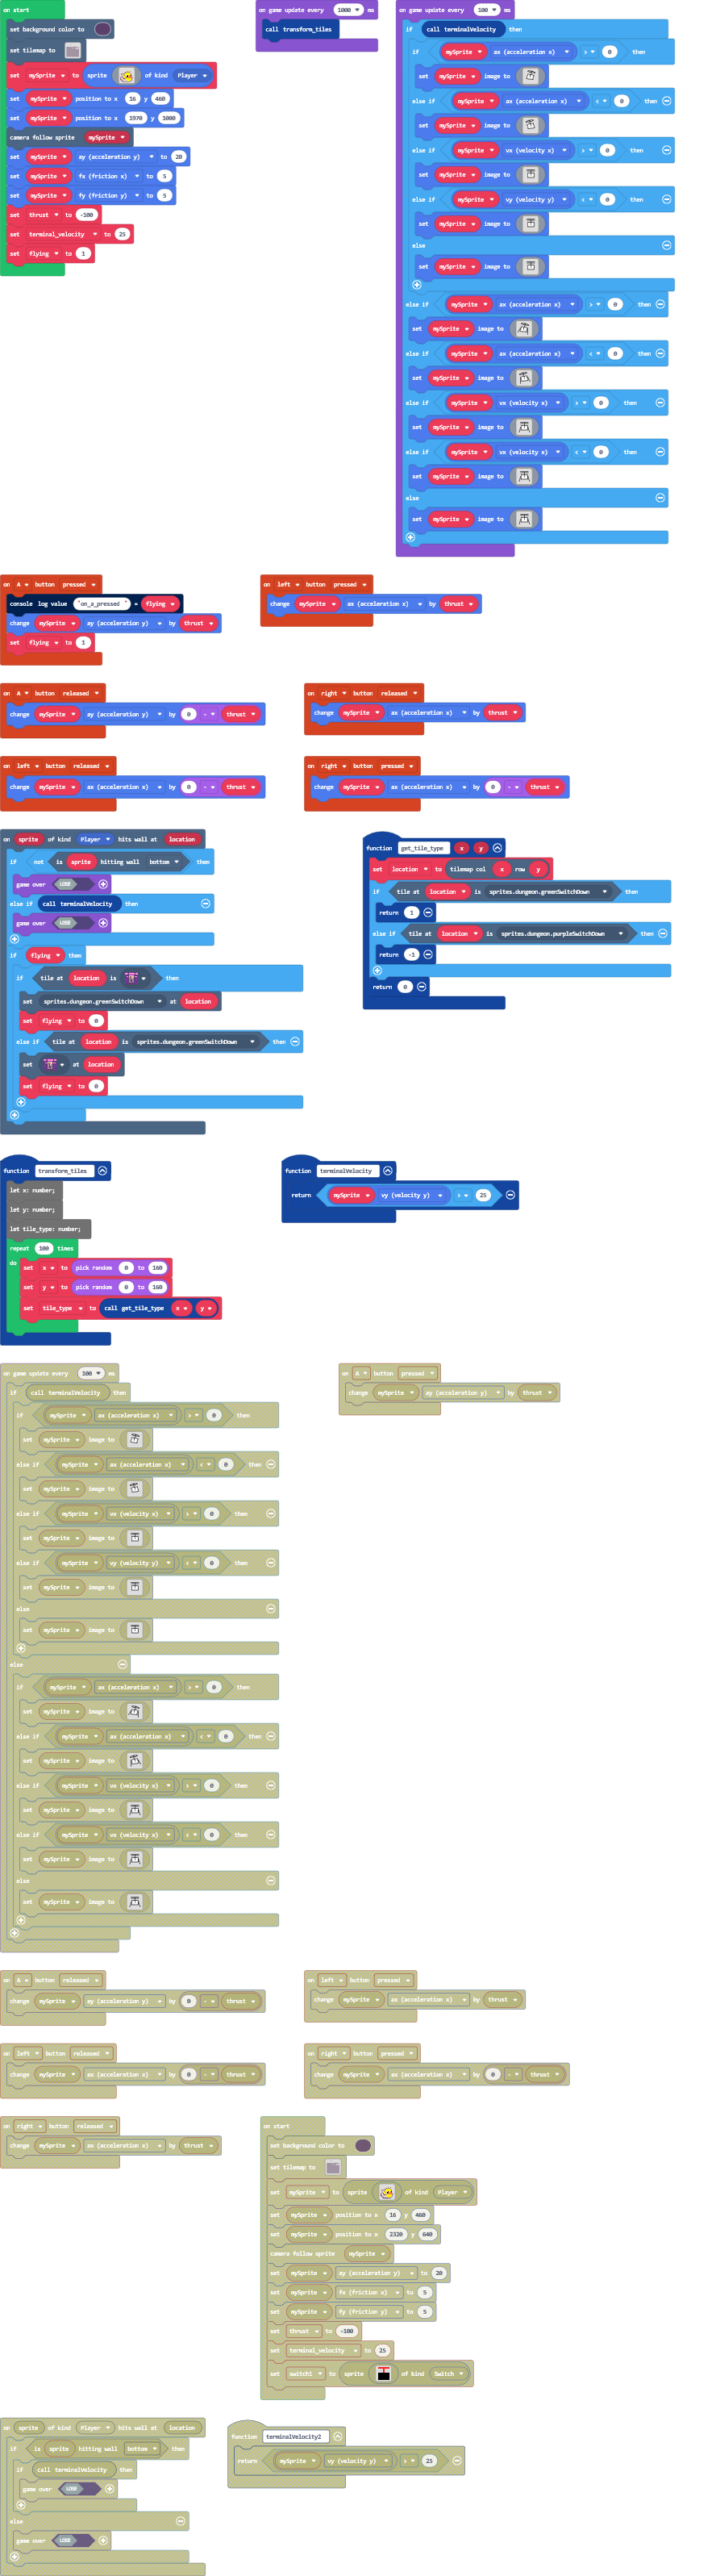 on start
set background color to
set tilemap to
set mySprite to sprite of kind Player
set mySprite position to x 16 y 460
set mySprite position to x 1970 y 1000
camera follow sprite mySprite
set mySprite ay (acceleration y) to 20
set mySprite fx (friction x) to 5
set mySprite fy (friction y) to 5
set thrust to -100
set terminal_velocity to 25
set flying to 1
on game update every 1000 ms
call transform_tiles
on game update every 100 ms
if call terminalVelocity then
if mySprite ax (acceleration x) > 0 then
set mySprite image to
else if mySprite ax (acceleration x) < 0 then
set mySprite image to
else if mySprite vx (velocity x) > 0 then
set mySprite image to
else if mySprite vy (velocity y) < 0 then
set mySprite image to
else
set mySprite image to
else if mySprite ax (acceleration x) > 0 then
set mySprite image to
else if mySprite ax (acceleration x) < 0 then
set mySprite image to
else if mySprite vx (velocity x) > 0 then
set mySprite image to
else if mySprite vx (velocity x) < 0 then
set mySprite image to
else
set mySprite image to
on A button pressed
console log value "on_a_pressed " = flying
change mySprite ay (acceleration y) by thrust
set flying to 1
on left button pressed
change mySprite ax (acceleration x) by thrust
on A button released
change mySprite ay (acceleration y) by 0 - thrust
on right button released
change mySprite ax (acceleration x) by thrust
on left button released
change mySprite ax (acceleration x) by 0 - thrust
on right button pressed
change mySprite ax (acceleration x) by 0 - thrust
on sprite of kind Player hits wall at location
if not is sprite hitting wall bottom then
game over LOSE
else if call terminalVelocity then
game over LOSE
if flying then
if tile at location is then
set sprites.dungeon.greenSwitchDown at location
set flying to 0
else if tile at location is sprites.dungeon.greenSwitchDown then
set at location
set flying to 0
function get_tile_type x y
set location to tilemap col x row y
if tile at location is sprites.dungeon.greenSwitchDown then
return 1
else if tile at location is sprites.dungeon.purpleSwitchDown then
return -1
return 0
function transform_tiles
let x: number;
let y: number;
let tile_type: number;
repeat 100 times
do set x to pick random 0 to 160
set y to pick random 0 to 160
set tile_type to call get_tile_type x y
function terminalVelocity
return mySprite vy (velocity y) > 25
on game update every 100 ms
if call terminalVelocity then
if mySprite ax (acceleration x) > 0 then
set mySprite image to
else if mySprite ax (acceleration x) < 0 then
set mySprite image to
else if mySprite vx (velocity x) > 0 then
set mySprite image to
else if mySprite vy (velocity y) < 0 then
set mySprite image to
else
set mySprite image to
else
if mySprite ax (acceleration x) > 0 then
set mySprite image to
else if mySprite ax (acceleration x) < 0 then
set mySprite image to
else if mySprite vx (velocity x) > 0 then
set mySprite image to
else if mySprite vx (velocity x) < 0 then
set mySprite image to
else
set mySprite image to
on A button pressed
change mySprite ay (acceleration y) by thrust
on A button released
change mySprite ay (acceleration y) by 0 - thrust
on left button pressed
change mySprite ax (acceleration x) by thrust
on left button released
change mySprite ax (acceleration x) by 0 - thrust
on right button pressed
change mySprite ax (acceleration x) by 0 - thrust
on right button released
change mySprite ax (acceleration x) by thrust
on start
set background color to
set tilemap to
set mySprite to sprite of kind Player
set mySprite position to x 16 y 460
set mySprite position to x 2320 y 640
camera follow sprite mySprite
set mySprite ay (acceleration y) to 20
set mySprite fx (friction x) to 5
set mySprite fy (friction y) to 5
set thrust to -100
set terminal_velocity to 25
set switch1 to sprite of kind Switch
on sprite of kind Player hits wall at location
if is sprite hitting wall bottom then
if call terminalVelocity then
game over LOSE
else
game over LOSE
function terminalVelocity2
return mySprite vy (velocity y) > 25